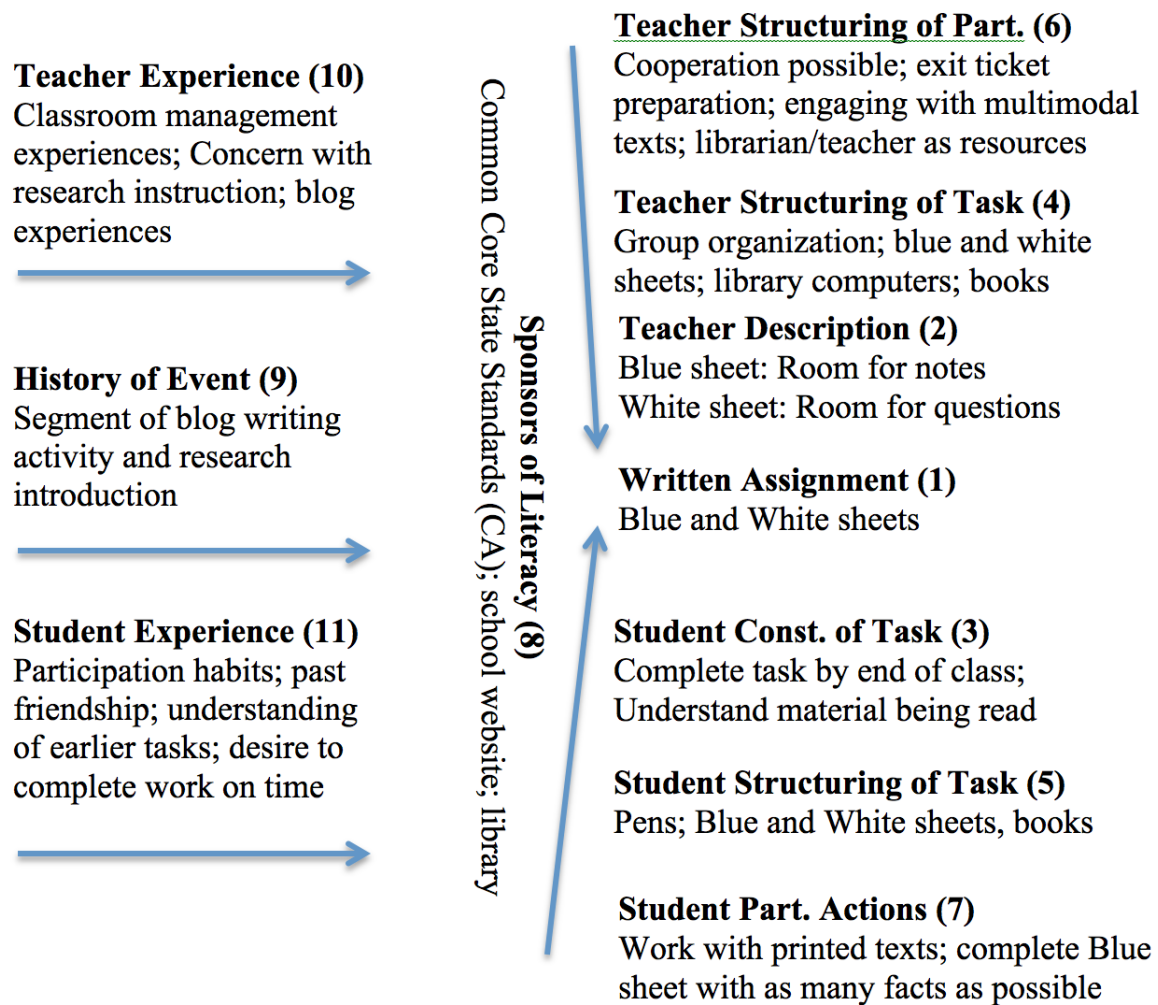 Teacher Experience (10)
Classroom management
experiences; Concern with
research instruction; blog
experiences
History of Event (9)
Segment of blog writing
activity and research
introduction
Student Experience (11)
Participation habits; past
friendship; understanding
of earlier tasks; desire to
complete work on time
Sponsors of Literacy (8)
Common Core State Standards (CA); school website; library
Teacher Structuring of Part. (6)
Cooperation possible; exit ticket
preparation; engaging with multimodal
texts; librarian/teacher as resources
Teacher Structuring of Task (4)
Group organization; blue and white
sheets; library computers; books
Teacher Description (2)
Blue sheet: Room for notes
White sheet: Room for questions
Written Assignment (1)
Blue and White sheets
Student Const. of Task (3)
Complete task by end of class;
Understand material being read
Student Structuring of Task (5)
Pens; Blue and White sheets, books
Student Part. Actions (7)
Work with printed texts; complete Blue
sheet with as many facts as possible